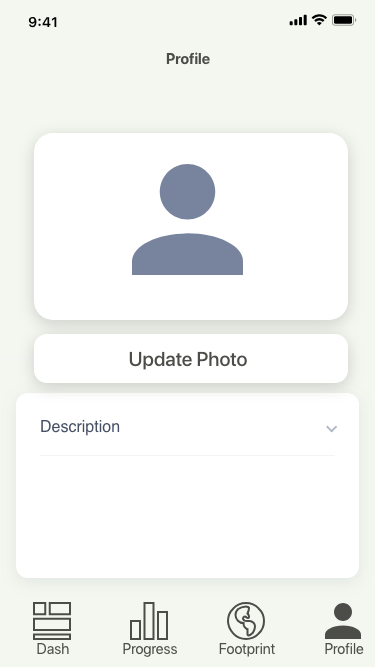 9:41
Profile
Update Photo
Description
Dash
Progress
Footprint
Profile